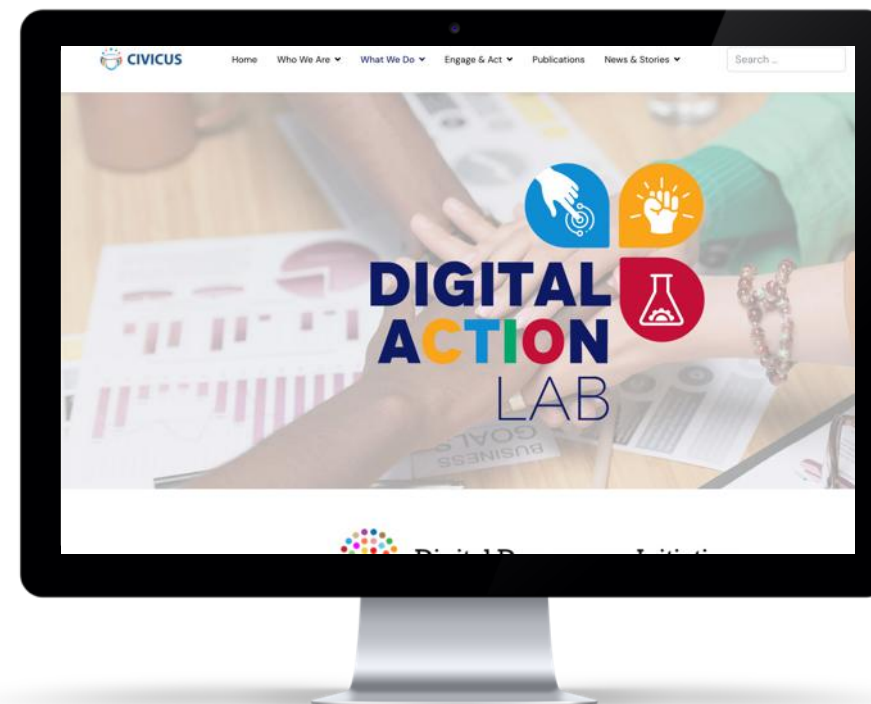 CIVICUS
Home Who We Are What We Do Engage & Act Publications News & Stories Search ...
DIGITAL
ACTION
LAB
BUSINESS
GOALS